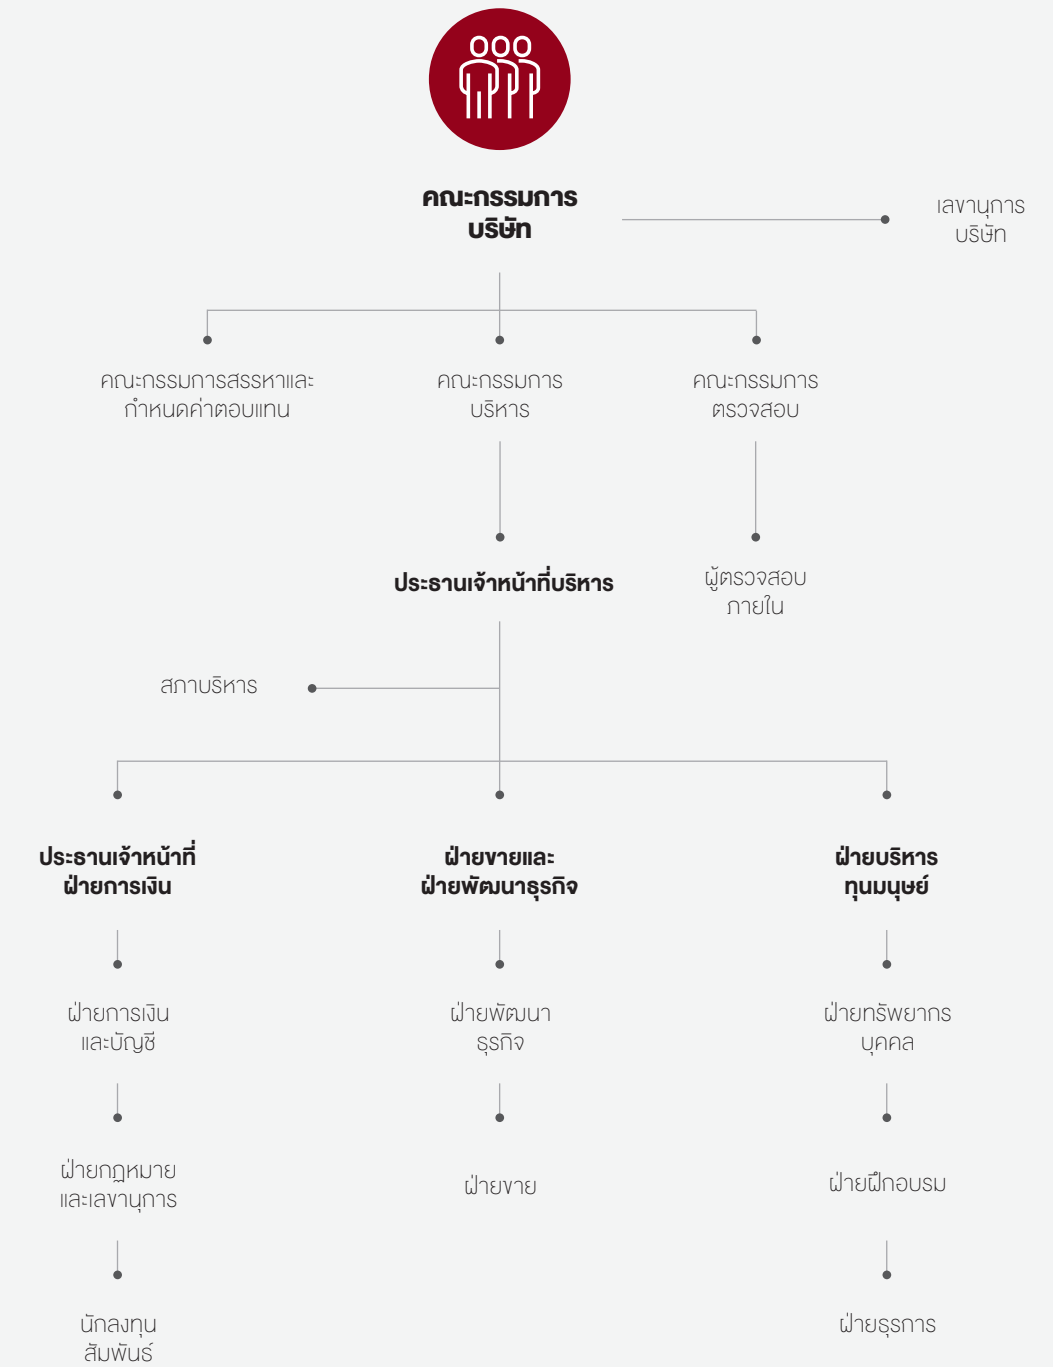 คณะกรรมการ
บริษัท
เลขานุการ
บริษัท
คณะกรรมการสรรหาและ
กำหนดค่าตอบแทน
คณะกรรมการ
บริหาร
คณะกรรมการ
ตรวจสอบ
ประธานเจ้าหน้าที่บริหาร
ผู้ตรวจสอบ
ภายใน
สภาบริหาร
ประธานเจ้าหน้าที่
ฝ่ายการเงิน
ฝ่ายขายและ
ฝ่ายพัฒนาธุรกิจ
ฝ่ายบริหาร
ทุนมนุษย์
ฝ่ายการเงิน
และบัญชี
ฝ่ายพัฒนา
ธุรกิจ
ฝ่ายทรัพยากร
บุคคล
ฝ่ายกฎหมาย
และเลขานุการ
ฝ่ายขาย
ฝ่ายฝึกอบรม
นักลงทุน
สัมพันธ์
ฝ่ายธุรการ